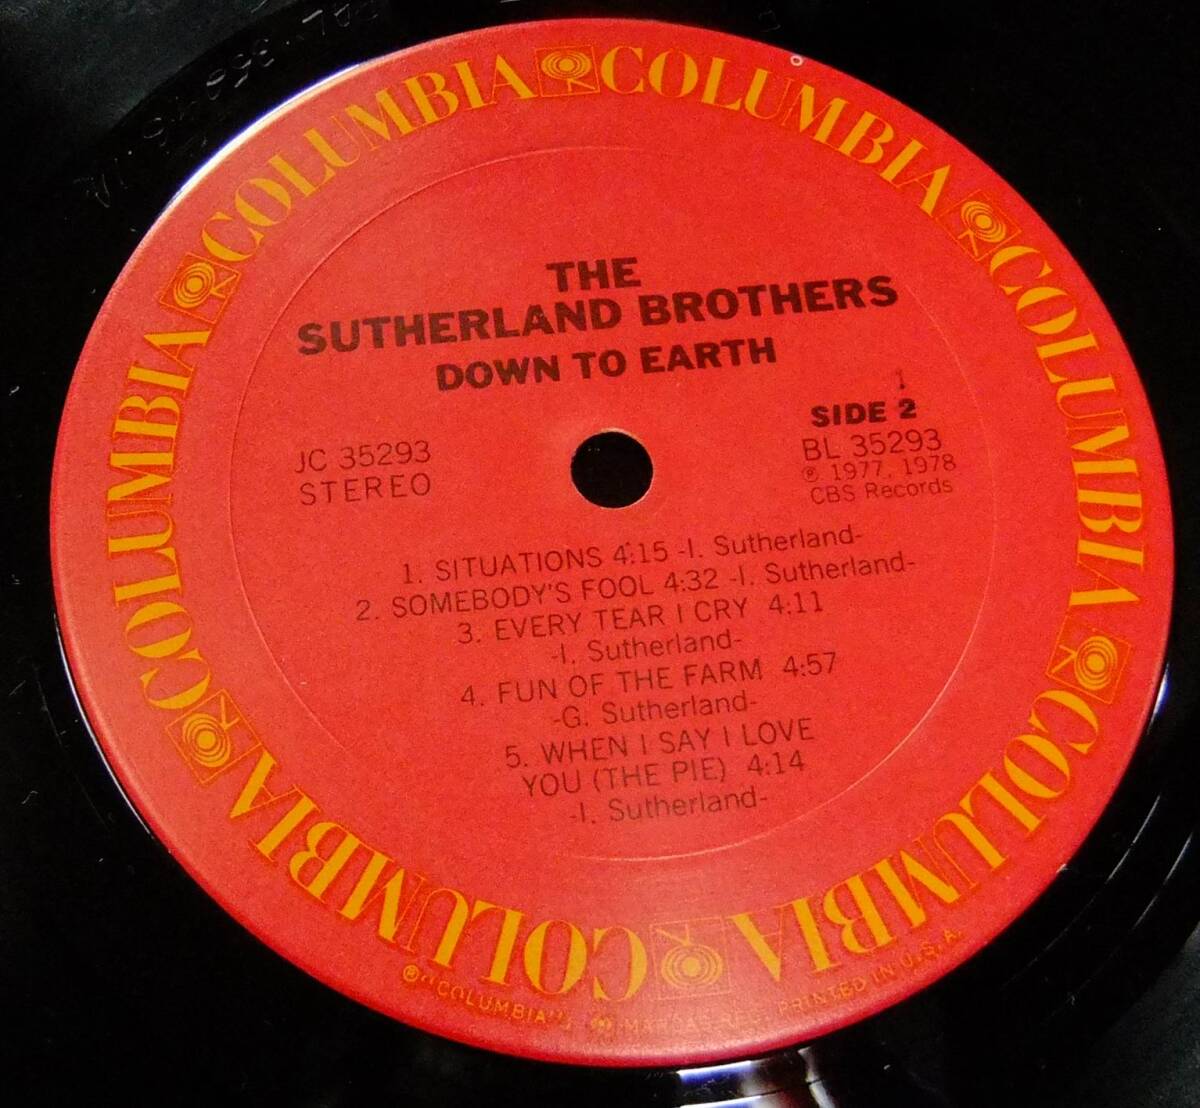 COLUMBIA COLUMBIA COLUMBIA COLUMBIA COLUMBIA COLUMBIA COLUMBIA
THE
SUTHERLAND BROTHERS
DOWN TO EARTH
1
SIDE 2
JC 35293
STEREO
BL 35293
℗ 1977, 1978
CBS Records
1. SITUATIONS 4:15 -I. Sutherland-
2. SOMEBODY'S FOOL 4:32 -I. Sutherland-
3. EVERY TEAR I CRY 4:11
-I. Sutherland-
4. FUN OF THE FARM 4:57
-G. Sutherland-
5. WHEN I SAY I LOVE
YOU (THE PIE) 4:14
-I. Sutherland-
® "COLUMBIA", MARCAS REG. PRINTED IN U.S.A.